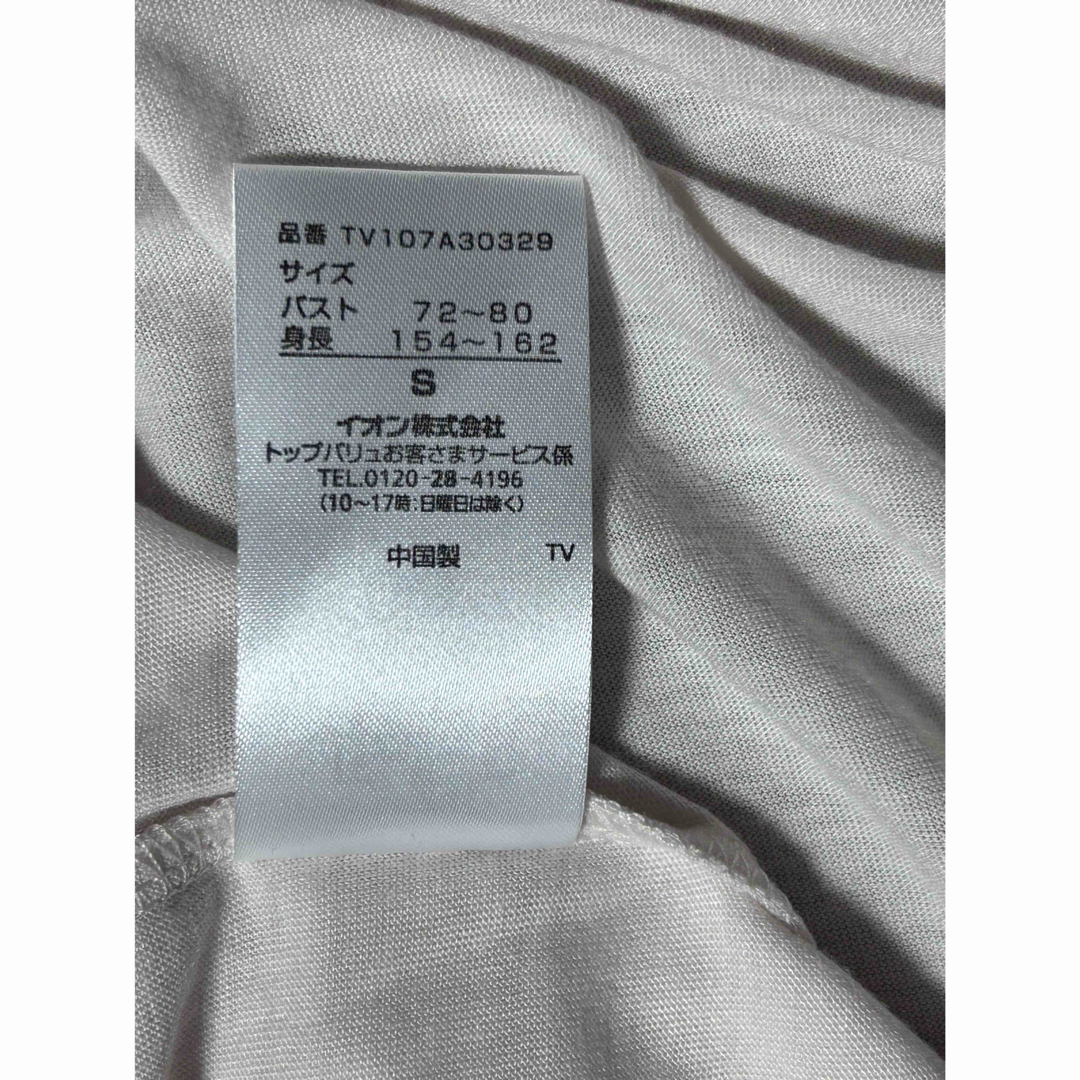 品番 TV107A30329
サイズ
バスト 72～80
身長 154～162
S
イオン株式会社
トップバリュお客さまサービス係
TEL.0120-28-4196
(10～17時:日曜日は除く)
中国製 TV